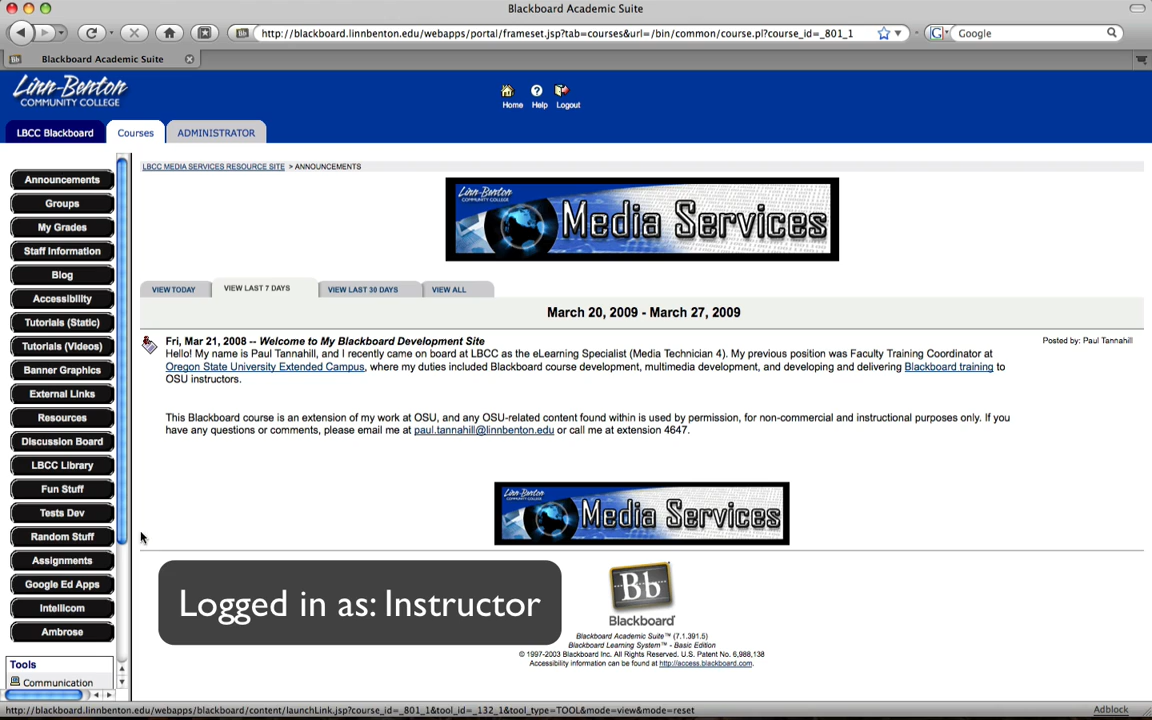 Blackboard Academic Suite
http://blackboard.linnbenton.edu/webapps/portal/frameset.jsp?tab=courses&url=/bin/common/course.pl?course_id=_801_1
Google
Blackboard Academic Suite
Linn-Benton
COMMUNITY COLLEGE
Home Help Logout
LBCC Blackboard Courses ADMINISTRATOR
LBCC MEDIA SERVICES RESOURCE SITE > ANNOUNCEMENTS
Announcements
Groups
My Grades
Staff Information
Blog
Accessibility
Tutorials (Static)
Tutorials (Videos)
Banner Graphics
External Links
Resources
Discussion Board
LBCC Library
Fun Stuff
Tests Dev
Random Stuff
Assignments
Google Ed Apps
Intellicom
Ambrose
Tools
Communication
Linn-Benton
COMMUNITY COLLEGE
Media Services
VIEW TODAY VIEW LAST 7 DAYS VIEW LAST 30 DAYS VIEW ALL
March 20, 2009 - March 27, 2009
Fri, Mar 21, 2008 -- Welcome to My Blackboard Development Site
Posted by: Paul Tannahill
Hello! My name is Paul Tannahill, and I recently came on board at LBCC as the eLearning Specialist (Media Technician 4). My previous position was Faculty Training Coordinator at
Oregon State University Extended Campus, where my duties included Blackboard course development, multimedia development, and developing and delivering Blackboard training to
OSU instructors.
This Blackboard course is an extension of my work at OSU, and any OSU-related content found within is used by permission, for non-commercial and instructional purposes only. If you
have any questions or comments, please email me at paul.tannahill@linnbenton.edu or call me at extension 4647.
Linn-Benton
COMMUNITY COLLEGE
Media Services
Logged in as: Instructor
Bb
Blackboard
Blackboard Academic Suite™ (7.1.391.5)
Blackboard Learning System™ - Basic Edition
© 1997-2003 Blackboard Inc. All Rights Reserved. U.S. Patent No. 6,988,138
Accessibility information can be found at http://access.blackboard.com.
http://blackboard.linnbenton.edu/webapps/blackboard/content/launchLink.jsp?course_id=_801_1&tool_id=_132_1&tool_type=TOOL&mode=view&mode=reset
Adblock